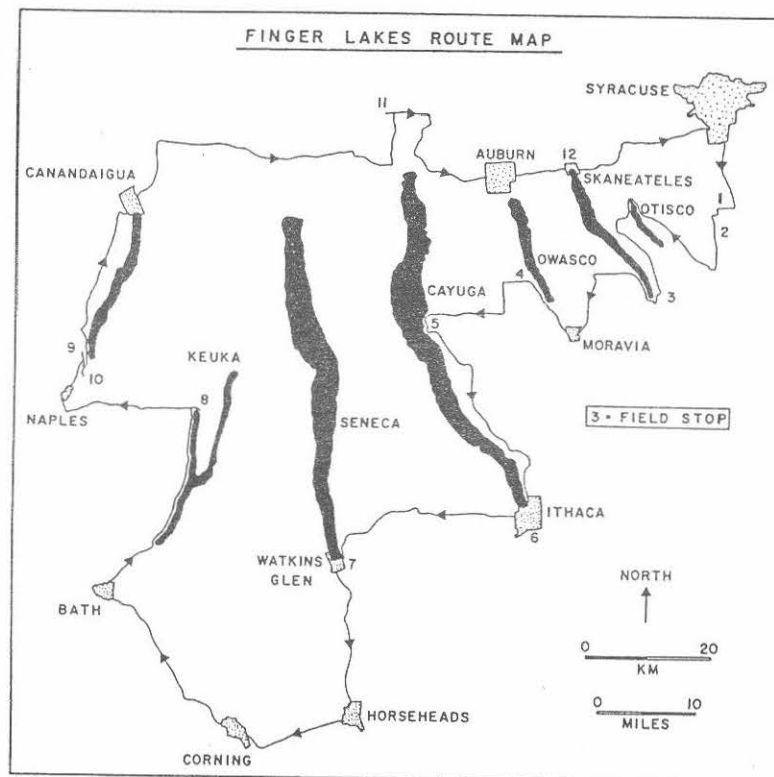 FINGER LAKES ROUTE MAP
SYRACUSE
11
AUBURN
12
SKANEATELES
CANANDAIGUA
1
OTISCO
2
OWASCO
4
CAYUGA
3
5
MORAVIA
9
10
KEUKA
8
NAPLES
SENECA
3 = FIELD STOP
ITHACA
6
WATKINS
GLEN
7
NORTH
BATH
0 20
KM
HORSEHEADS
0 10
MILES
CORNING